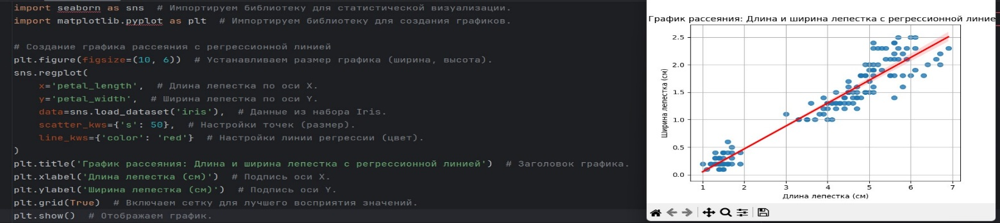 import seaborn as sns  # Импортируем библиотеку для статистической визуализации.
import matplotlib.pyplot as plt  # Импортируем библиотеку для создания графиков.
# Создание графика рассеяния с регрессионной линией
plt.figure(figsize=(10, 6))  # Устанавливаем размер графика (ширина, высота).
sns.regplot(
    x='petal_length',  # Длина лепестка по оси X.
    y='petal_width',  # Ширина лепестка по оси Y.
    data=sns.load_dataset('iris'),  # Данные из набора Iris.
    scatter_kws={'s': 50},  # Настройки точек (размер).
    line_kws={'color': 'red'}  # Настройки линии регрессии (цвет).
)
plt.title('График рассеяния: Длина и ширина лепестка с регрессионной линией')  # Заголовок графика.
plt.xlabel('Длина лепестка (см)')  # Подпись оси X.
plt.ylabel('Ширина лепестка (см)')  # Подпись оси Y.
plt.grid(True)  # Включаем сетку для лучшего восприятия значений.
plt.show()  # Отображаем график.
График рассеяния: Длина и ширина лепестка с регрессионной линие
Ширина лепестка (см)
2.5
2.0
1.5
1.0
0.5
0.0
1 2 3 4 5 6 7
Длина лепестка (см)